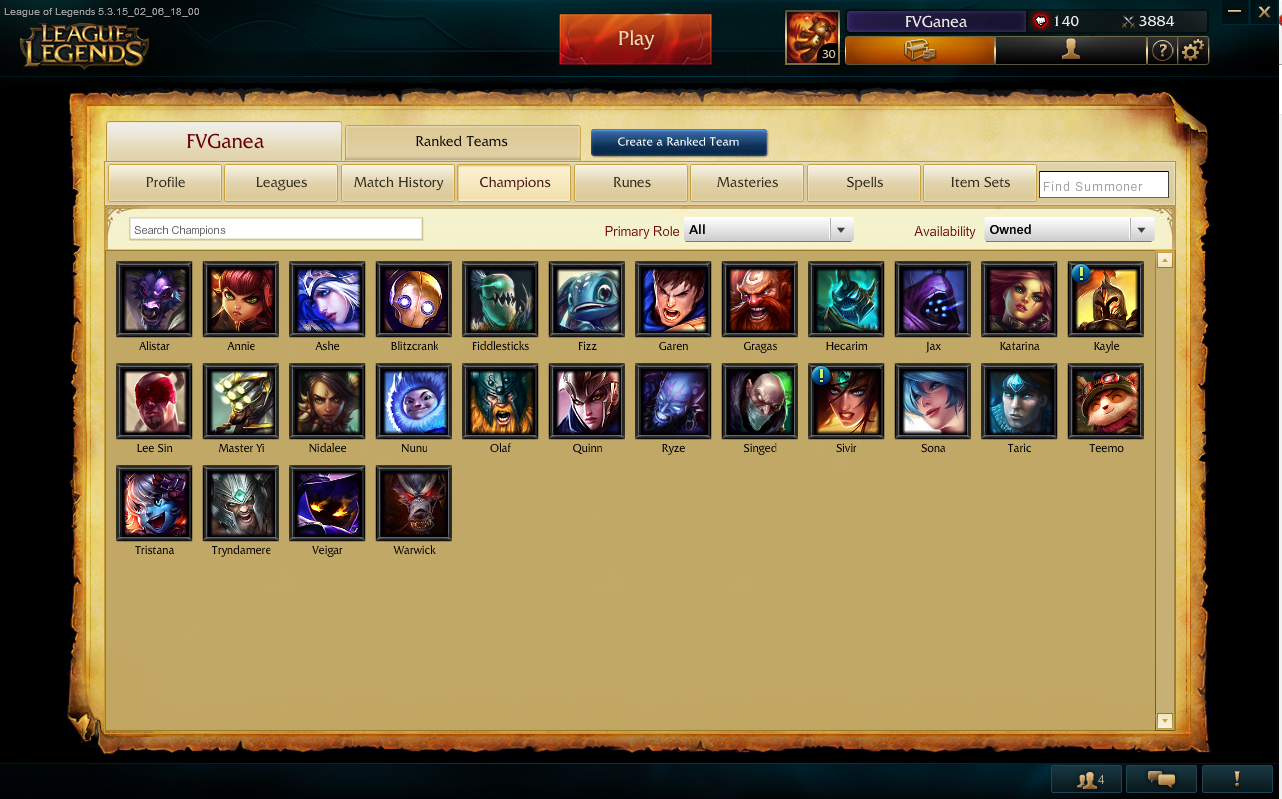 League of Legends 5.3.15_02_06_18_00
LEAGUE OF LEGENDS
Play
30
FVGanea
140
3884
?
FVGanea
Ranked Teams
Create a Ranked Team
Profile
Leagues
Match History
Champions
Runes
Masteries
Spells
Item Sets
Find Summoner
Search Champions
Primary Role
All
Availability
Owned
!
Alistar
Annie
Ashe
Blitzcrank
Fiddlesticks
Fizz
Garen
Gragas
Hecarim
Jax
Katarina
Kayle
!
Lee Sin
Master Yi
Nidalee
Nunu
Olaf
Quinn
Ryze
Singed
Sivir
Sona
Taric
Teemo
Tristana
Tryndamere
Veigar
Warwick
4
!